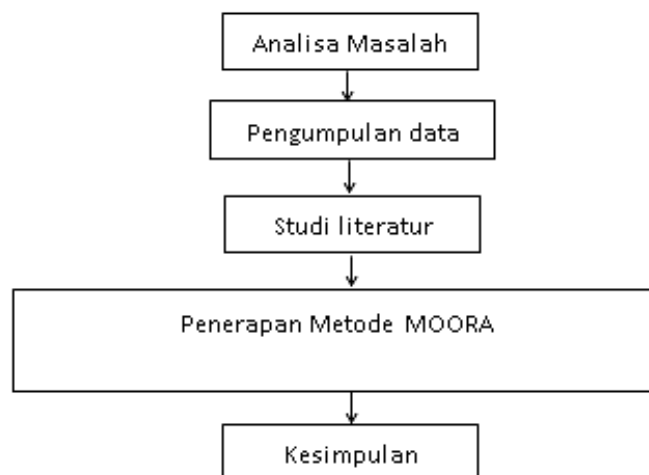 Analisa Masalah
Pengumpulan data
Studi literatur
Penerapan Metode MOORA
Kesimpulan